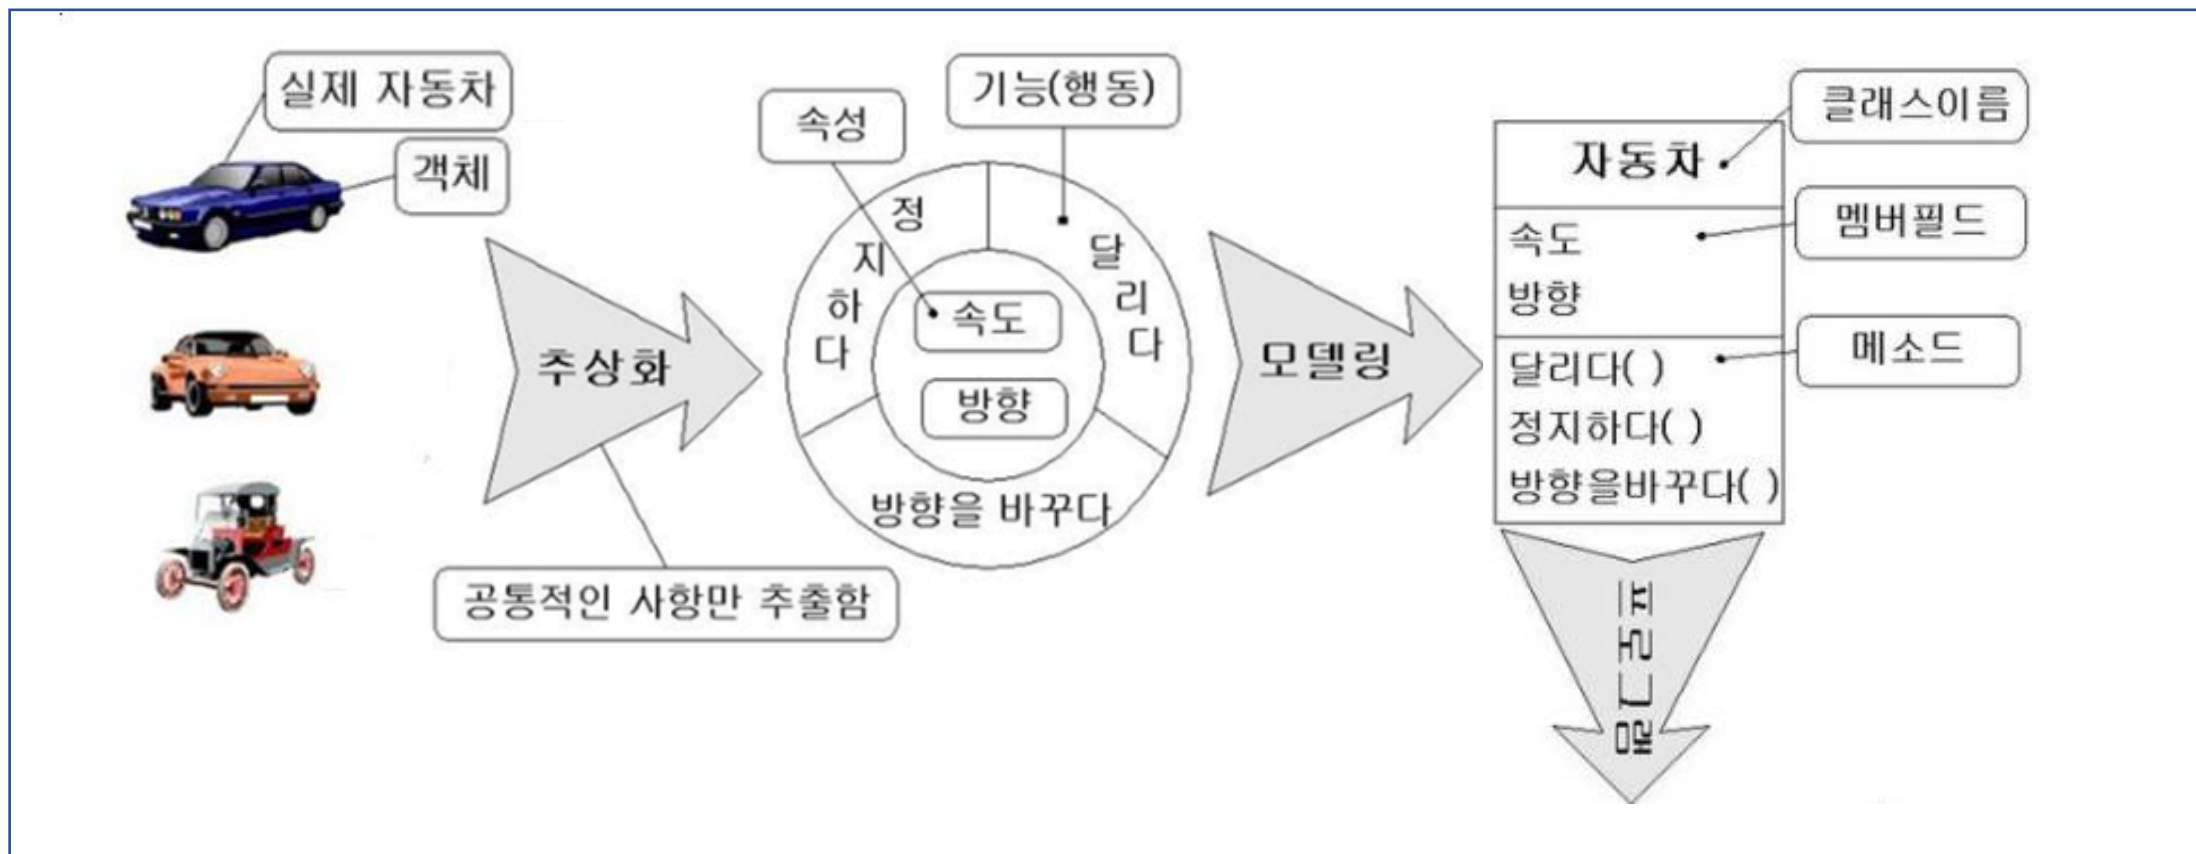 실제 자동차
객체
추상화
공통적인 사항만 추출함
속성
기능(행동)
정지하다
달리다
속도
방향
방향을 바꾸다
모델링
자동차
속도
방향
달리다( )
정지하다( )
방향을바꾸다( )
클래스이름
멤버필드
메소드
프로그램